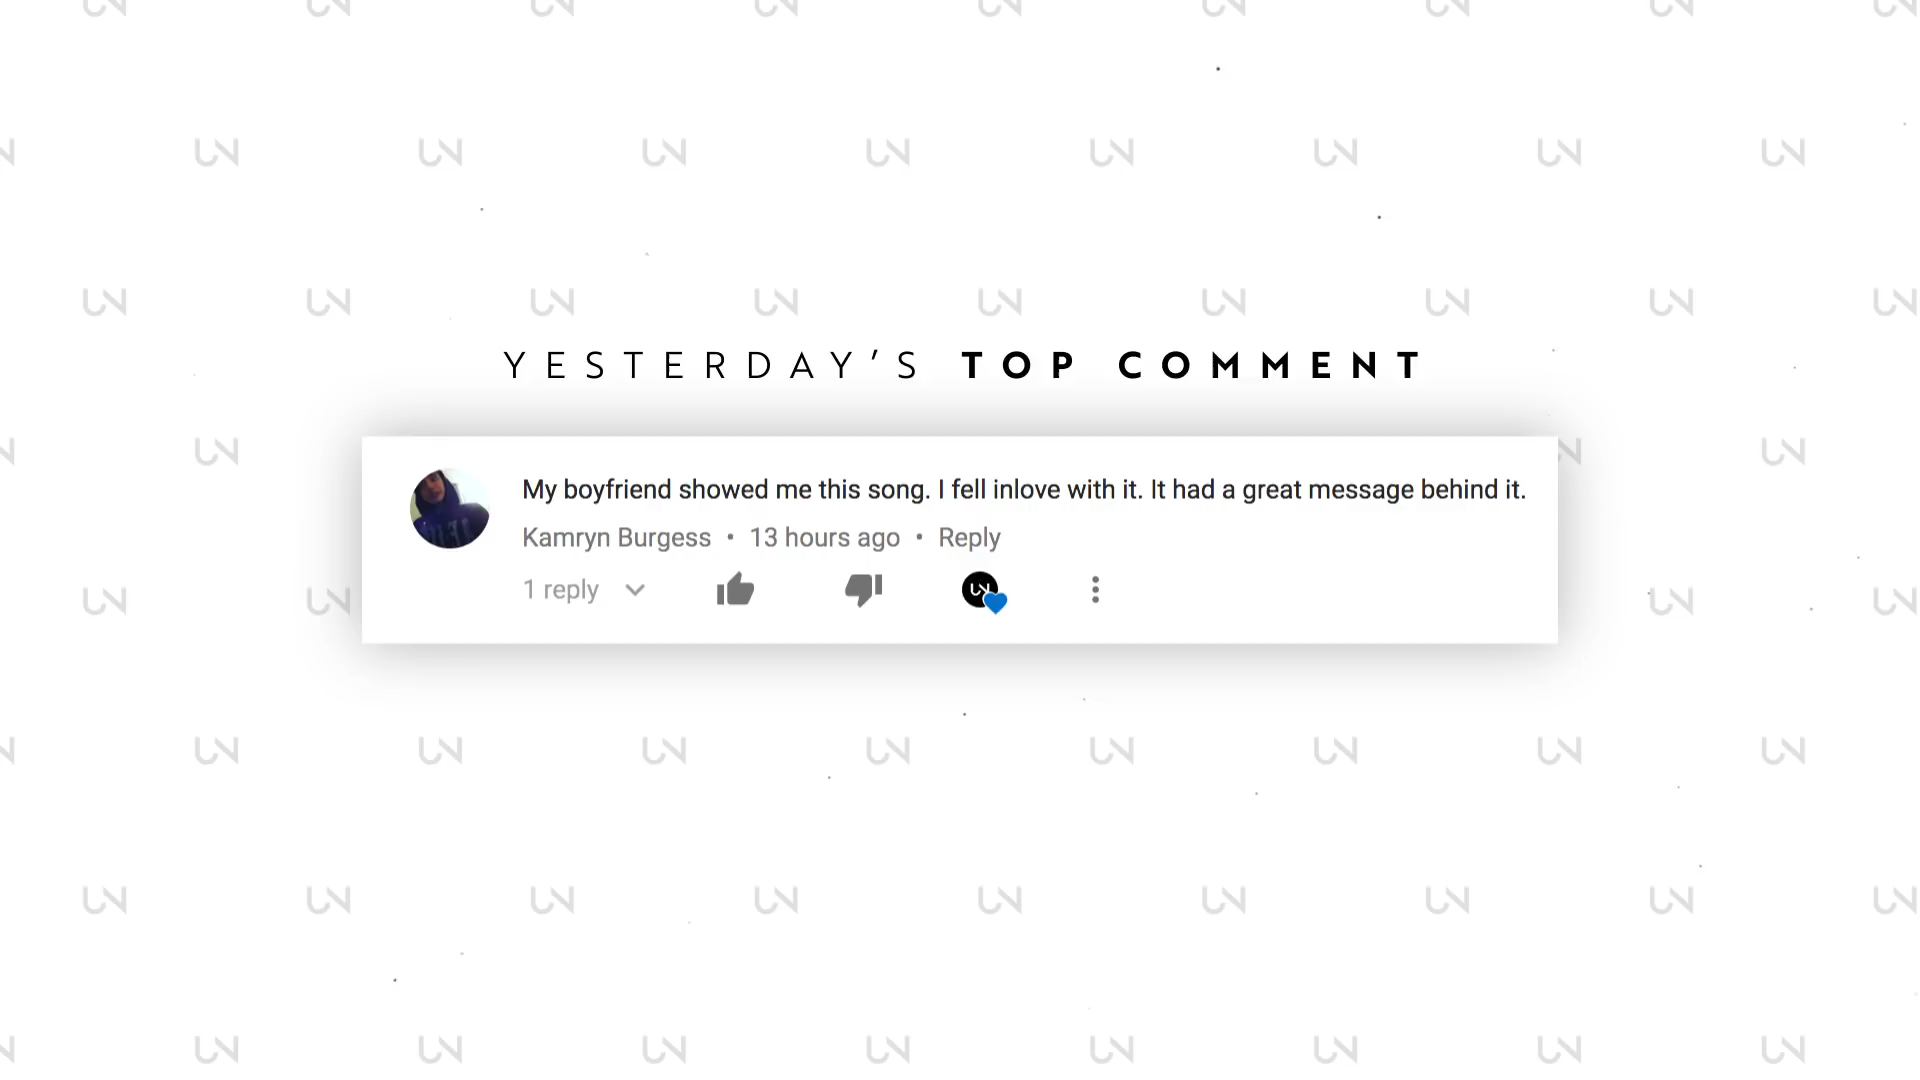 YESTERDAY'S TOP COMMENT
My boyfriend showed me this song. I fell inlove with it. It had a great message behind it.
Kamryn Burgess • 13 hours ago • Reply
1 reply